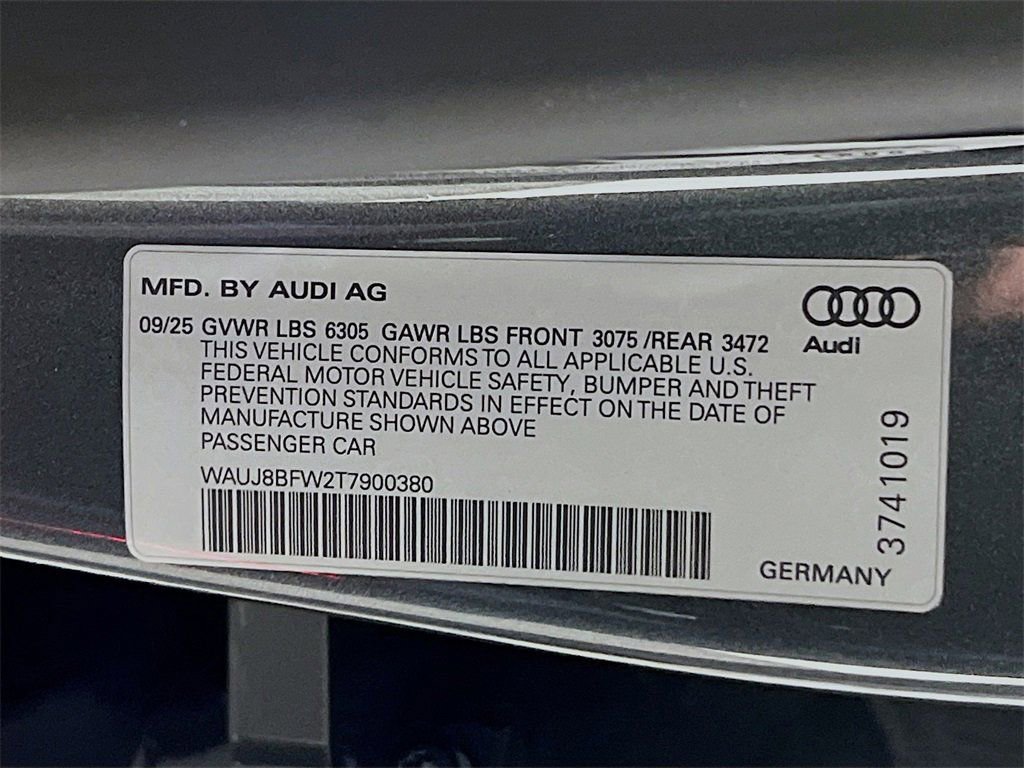 MFD. BY AUDI AG
09/25 GVWR LBS 6305 GAWR LBS FRONT 3075 /REAR 3472
THIS VEHICLE CONFORMS TO ALL APPLICABLE U.S.
FEDERAL MOTOR VEHICLE SAFETY, BUMPER AND THEFT
PREVENTION STANDARDS IN EFFECT ON THE DATE OF
MANUFACTURE SHOWN ABOVE
PASSENGER CAR
WAUJ8BFW2T7900380
Audi
3741019
GERMANY